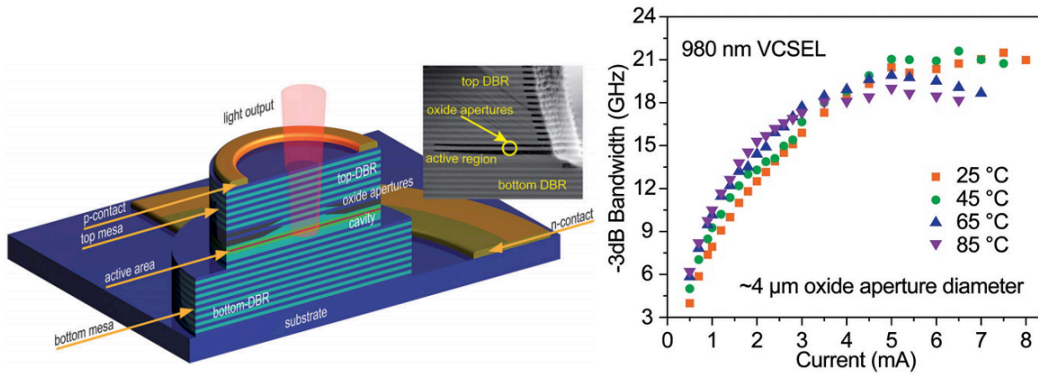 light output
p-contact
top mesa
active area
bottom mesa
top-DBR
oxide apertures
cavity
bottom-DBR
substrate
n-contact
top DBR
oxide apertures
active region
bottom DBR
-3dB Bandwidth (GHz)
24
21
18
15
12
9
6
3
980 nm VCSEL
25 °C
45 °C
65 °C
85 °C
~4 μm oxide aperture diameter
0 1 2 3 4 5 6 7 8
Current (mA)